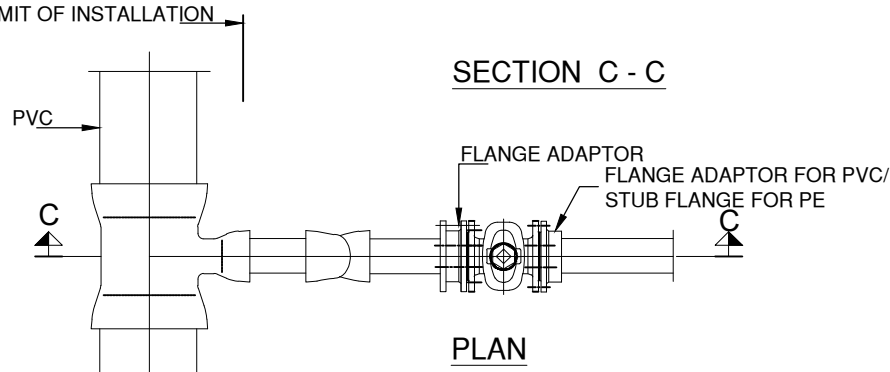 MIT OF INSTALLATION
SECTION C - C
PVC
FLANGE ADAPTOR
FLANGE ADAPTOR FOR PVC/
STUB FLANGE FOR PE
C
C
PLAN